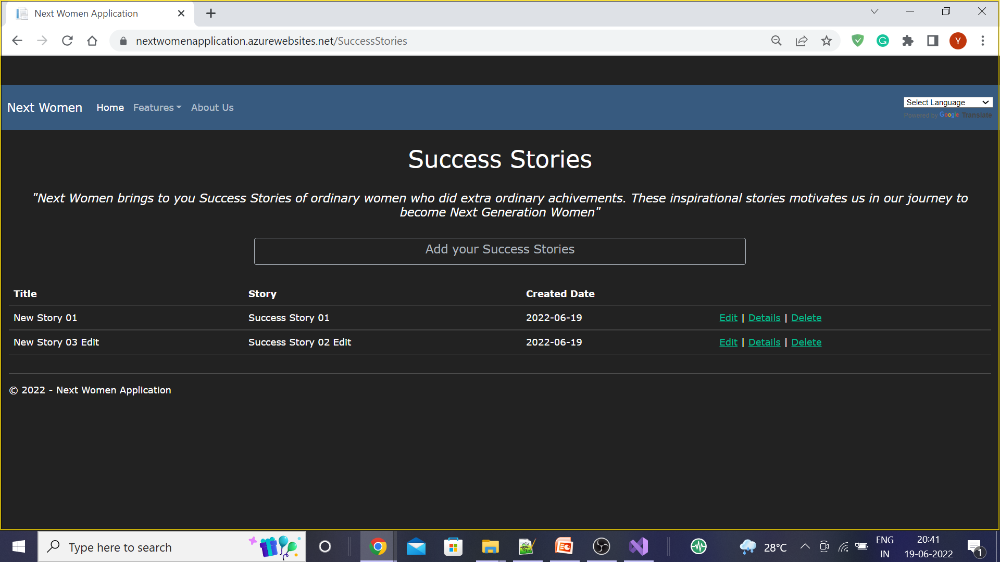 Next Women Application
nextwomenapplication.azurewebsites.net/SuccessStories
Y
Next Women Home Features About Us
Select Language
Powered by Google Translate
Success Stories
"Next Women brings to you Success Stories of ordinary women who did extra ordinary achivements. These inspirational stories motivates us in our journey to
become Next Generation Women"
Add your Success Stories
Title Story Created Date
New Story 01 Success Story 01 2022-06-19 Edit | Details | Delete
New Story 03 Edit Success Story 02 Edit 2022-06-19 Edit | Details | Delete
© 2022 - Next Women Application
Type here to search
28°C
ENG
IN
20:41
19-06-2022
1